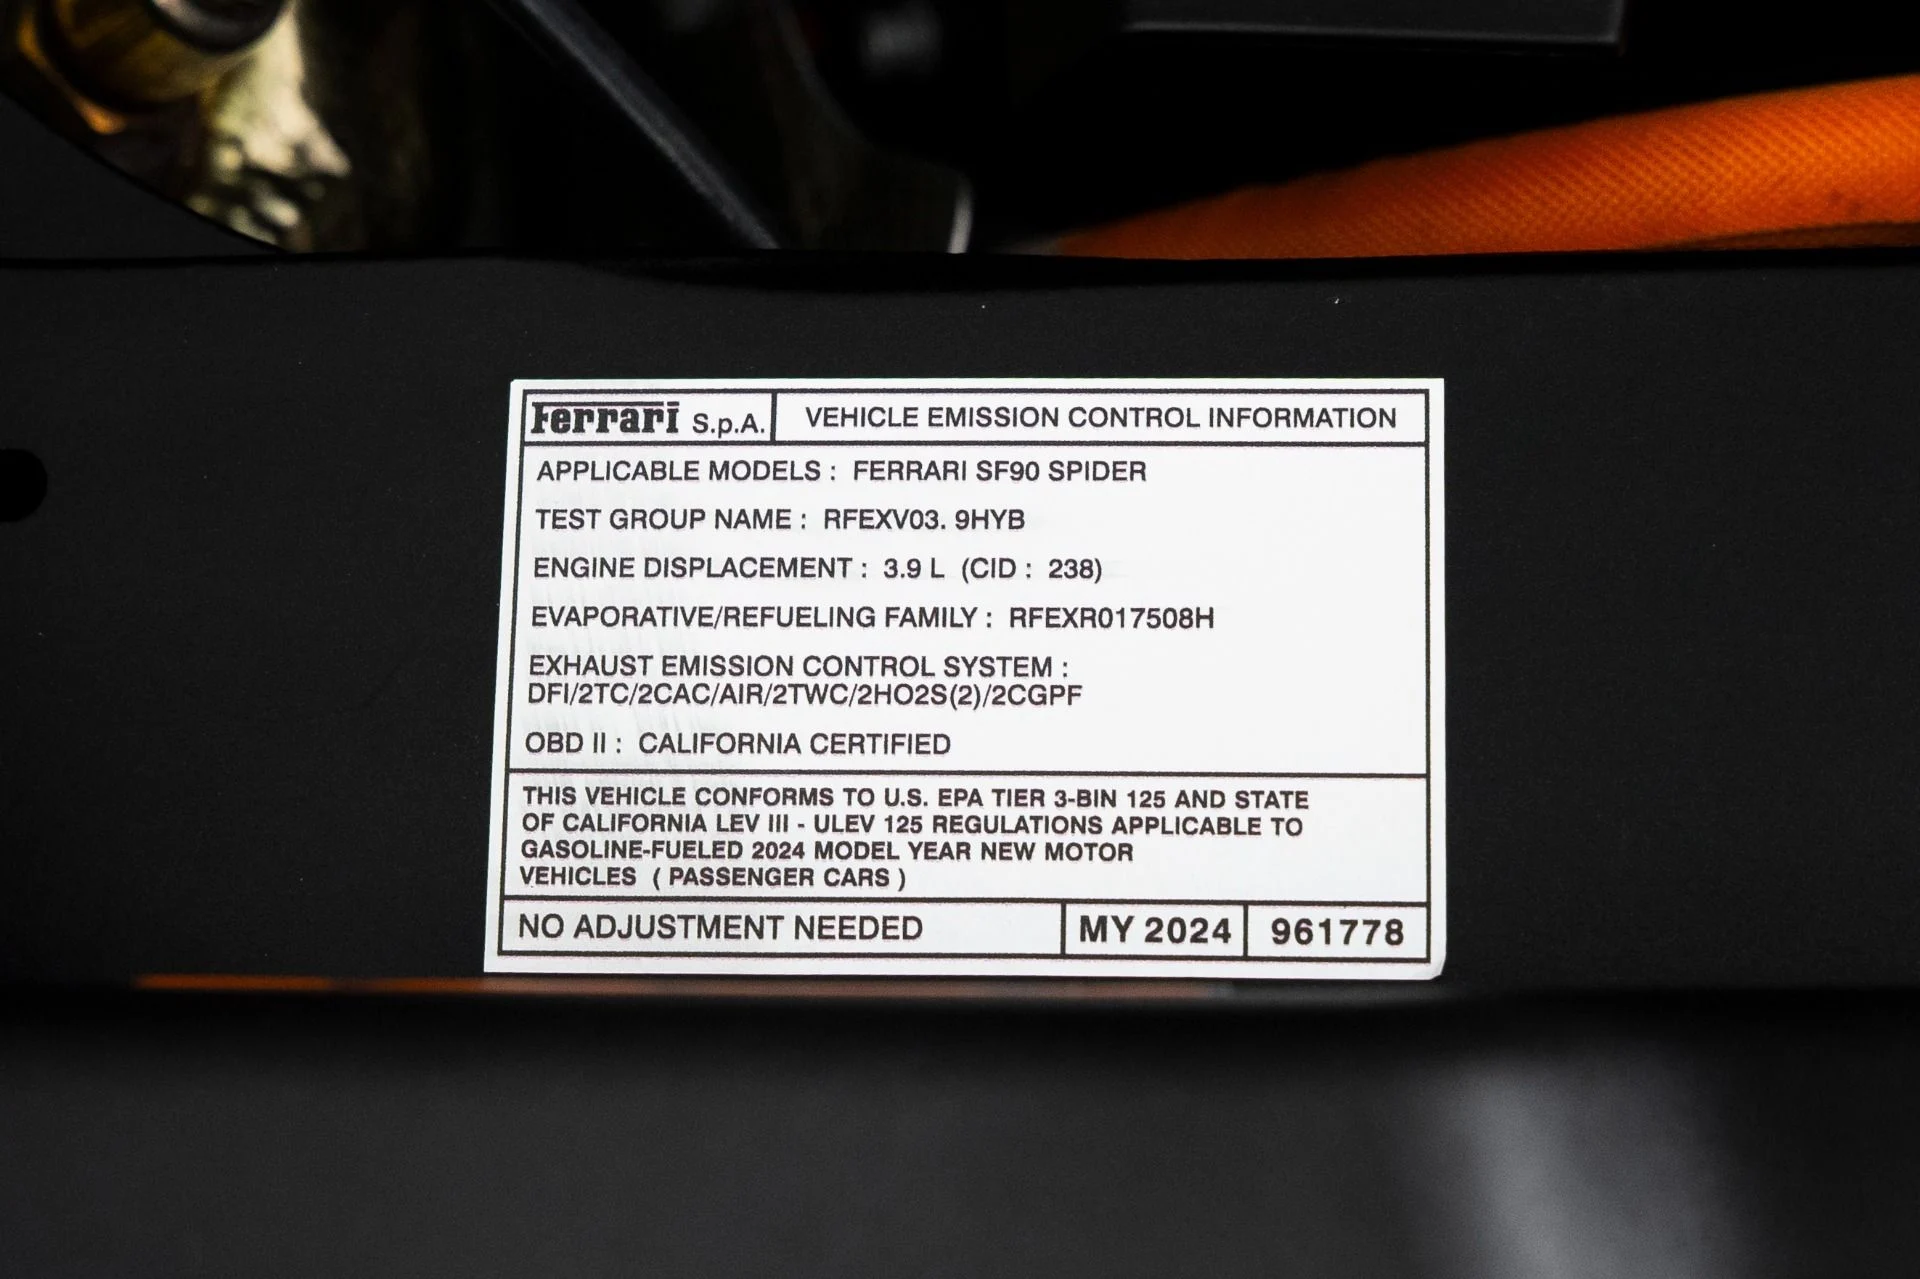 Ferrari S.p.A. VEHICLE EMISSION CONTROL INFORMATION
APPLICABLE MODELS : FERRARI SF90 SPIDER
TEST GROUP NAME : RFEXV03. 9HYB
ENGINE DISPLACEMENT : 3.9 L (CID : 238)
EVAPORATIVE/REFUELING FAMILY : RFEXR017508H
EXHAUST EMISSION CONTROL SYSTEM :
DFI/2TC/2CAC/AIR/2TWC/2HO2S(2)/2CGPF
OBD II : CALIFORNIA CERTIFIED
THIS VEHICLE CONFORMS TO U.S. EPA TIER 3-BIN 125 AND STATE
OF CALIFORNIA LEV III - ULEV 125 REGULATIONS APPLICABLE TO
GASOLINE-FUELED 2024 MODEL YEAR NEW MOTOR
VEHICLES ( PASSENGER CARS )
NO ADJUSTMENT NEEDED MY 2024 961778